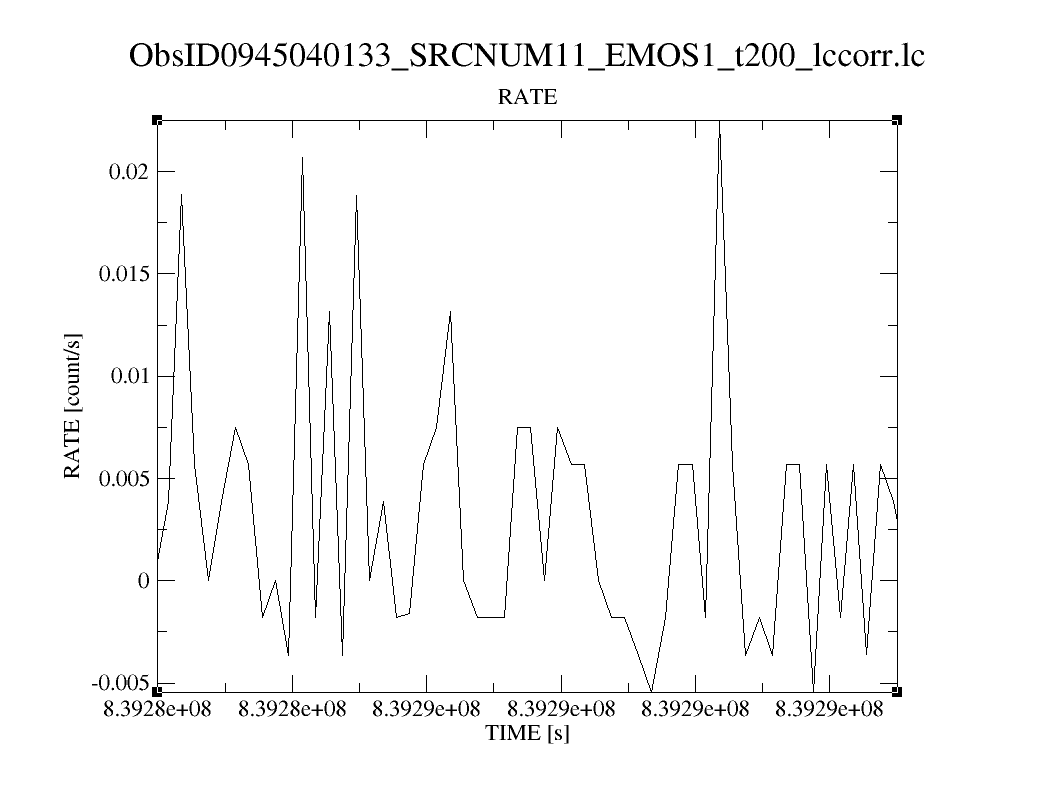 ObsID0945040133_SRCNUM11_EMOS1_t200_lccorr.lc
RATE
0.02
0.015
0.01
0.005
0
-0.005
RATE [count/s]
8.3928e+08 8.3928e+08 8.3929e+08 8.3929e+08 8.3929e+08 8.3929e+08
TIME [s]